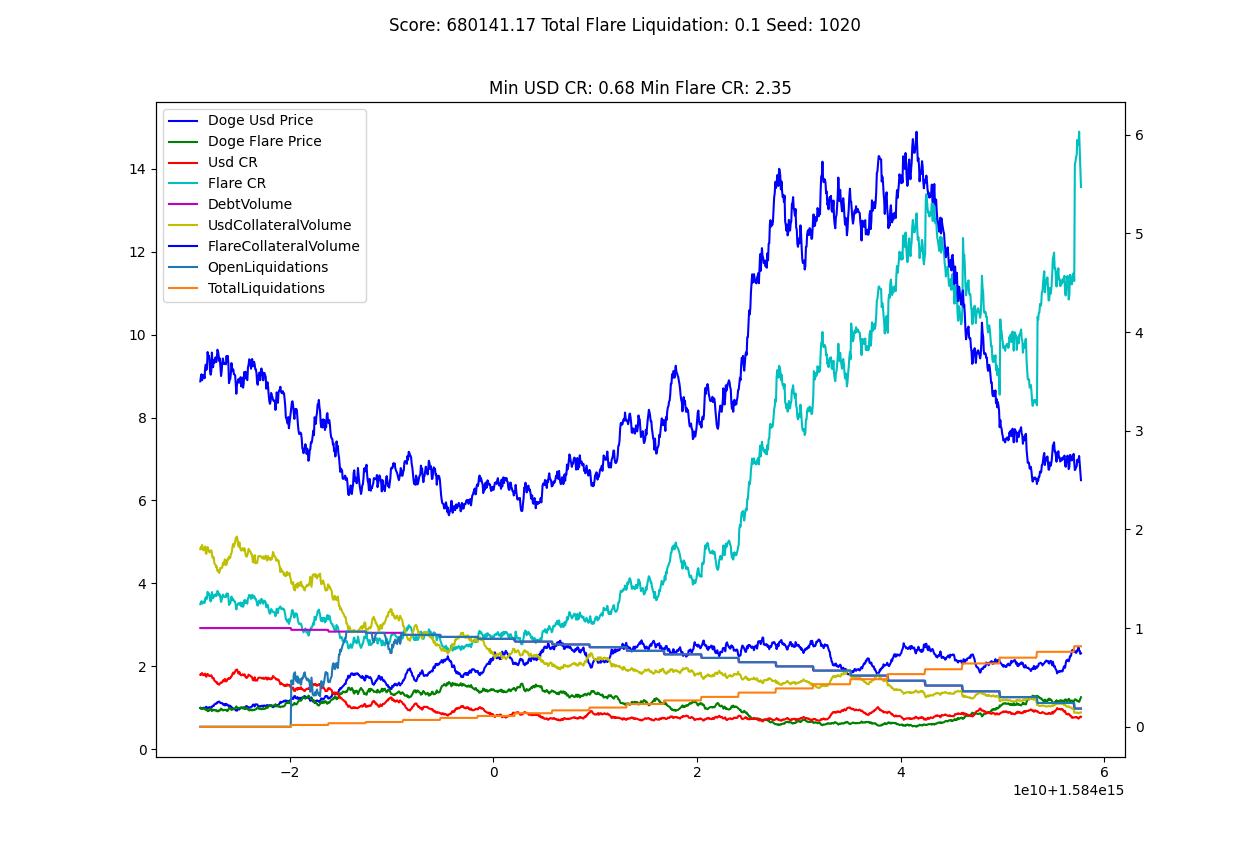 Score: 680141.17 Total Flare Liquidation: 0.1 Seed: 1020
Min USD CR: 0.68 Min Flare CR: 2.35
Doge Usd Price
Doge Flare Price
Usd CR
Flare CR
DebtVolume
UsdCollateralVolume
FlareCollateralVolume
OpenLiquidations
TotalLiquidations
14
12
10
8
6
4
2
0
6
5
4
3
2
1
0
−2
0
2
4
6
1e10+1.584e15